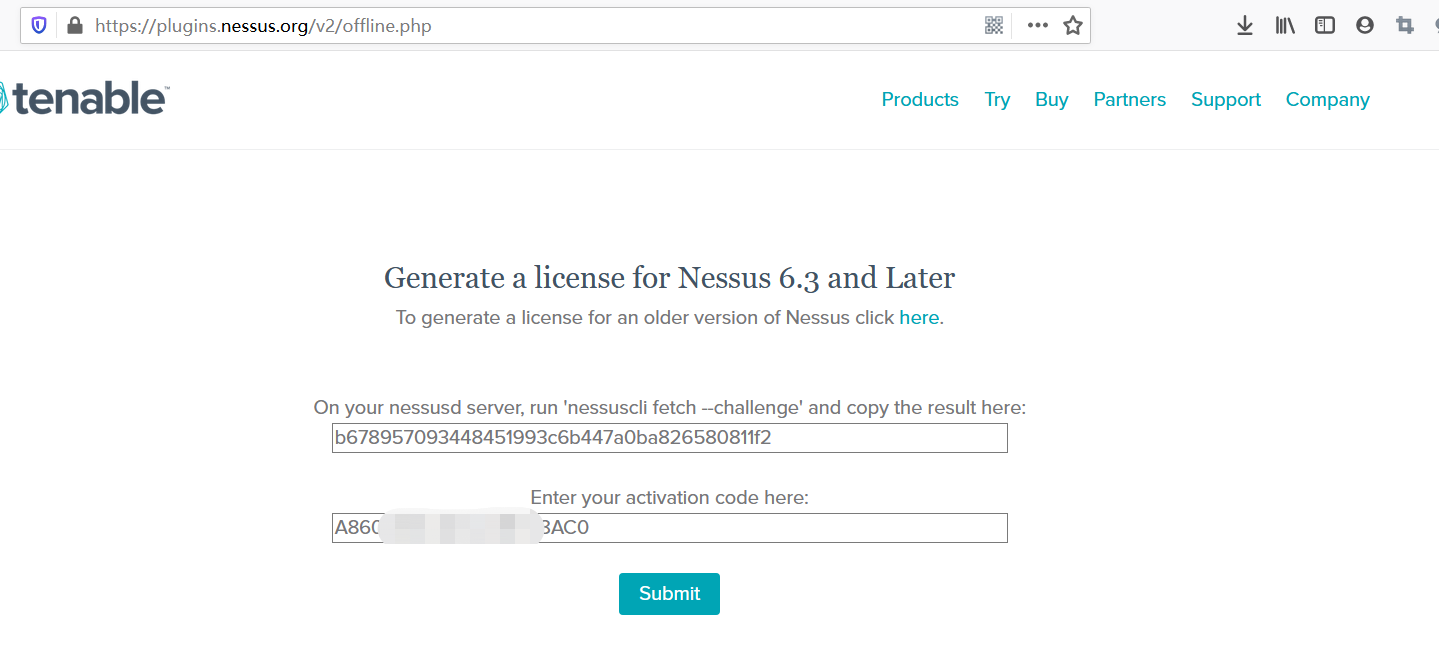 https://plugins.nessus.org/v2/offline.php
tenable™
Products Try Buy Partners Support Company
Generate a license for Nessus 6.3 and Later
To generate a license for an older version of Nessus click here.
On your nessusd server, run 'nessuscli fetch --challenge' and copy the result here:
b678957093448451993c6b447a0ba826580811f2
Enter your activation code here:
A860 3AC0
Submit